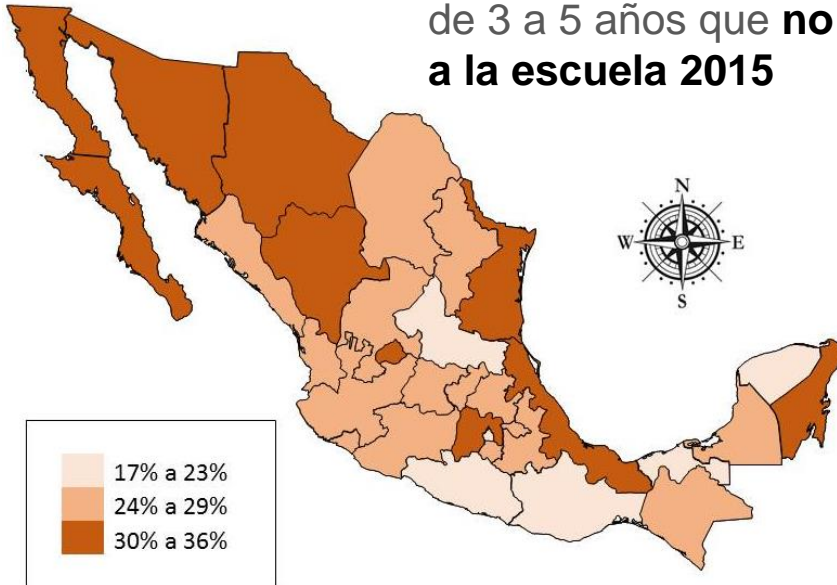 de 3 a 5 años que no
a la escuela 2015
N
W
E
S
17% a 23%
24% a 29%
30% a 36%